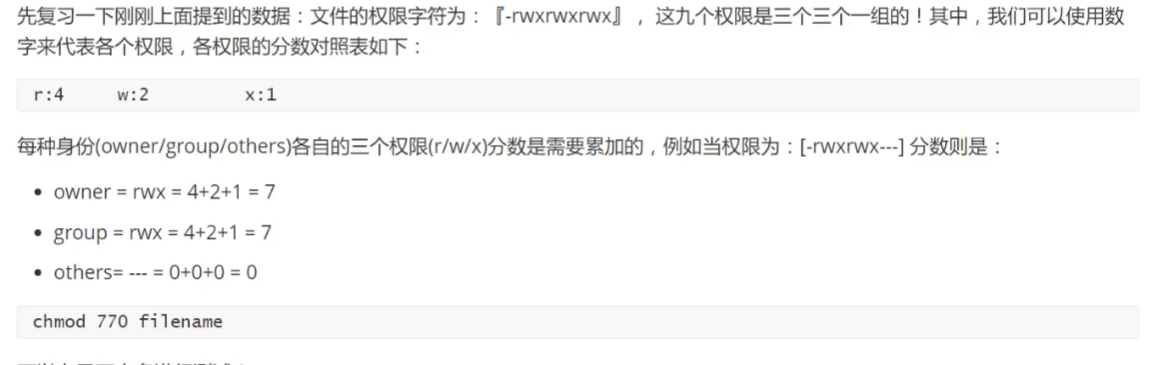 先复习一下刚刚上面提到的数据：文件的权限字符为：『-rwxrwxrwx』， 这九个权限是三个三个一组的！其中，我们可以使用数
字来代表各个权限，各权限的分数对照表如下：
r:4 w:2 x:1
每种身份(owner/group/others)各自的三个权限(r/w/x)分数是需要累加的，例如当权限为：[-rwxrwx---] 分数则是：
• owner = rwx = 4+2+1 = 7
• group = rwx = 4+2+1 = 7
• others= --- = 0+0+0 = 0
chmod 770 filename